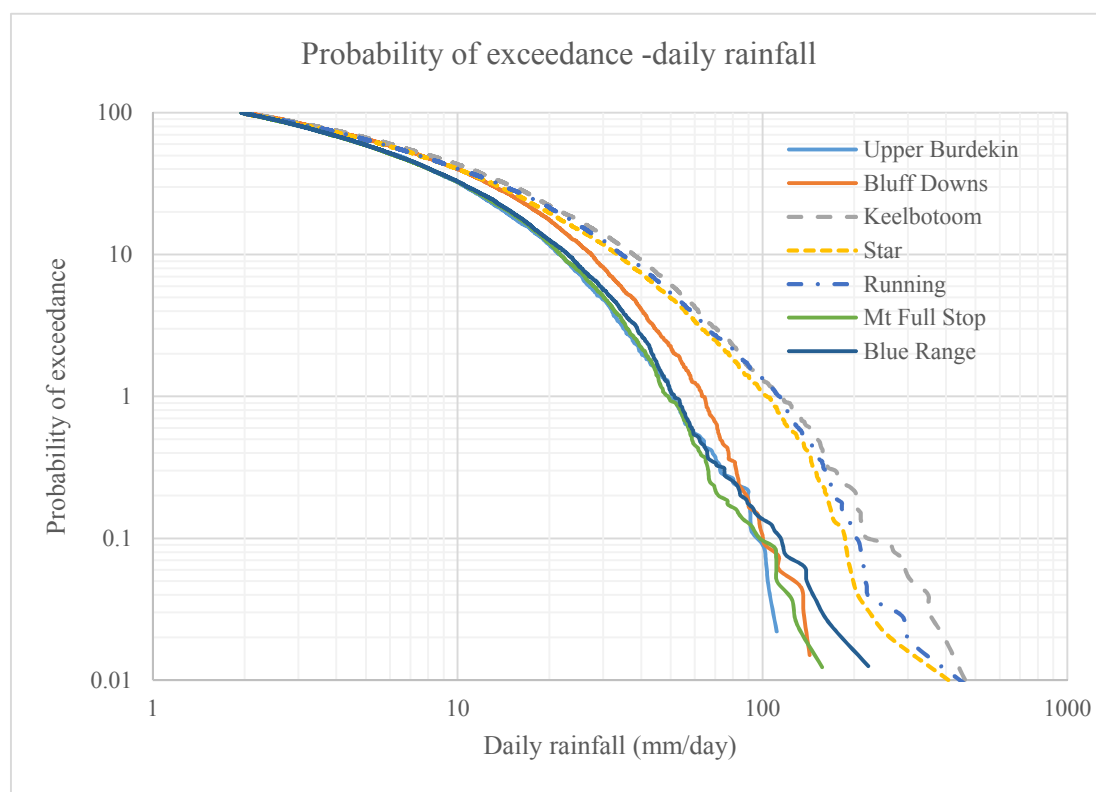 Probability of exceedance -daily rainfall
100
10
1
0.1
0.01
Probability of exceedance
Upper Burdekin
Bluff Downs
Keelbotoom
Star
Running
Mt Full Stop
Blue Range
1
10
100
1000
Daily rainfall (mm/day)